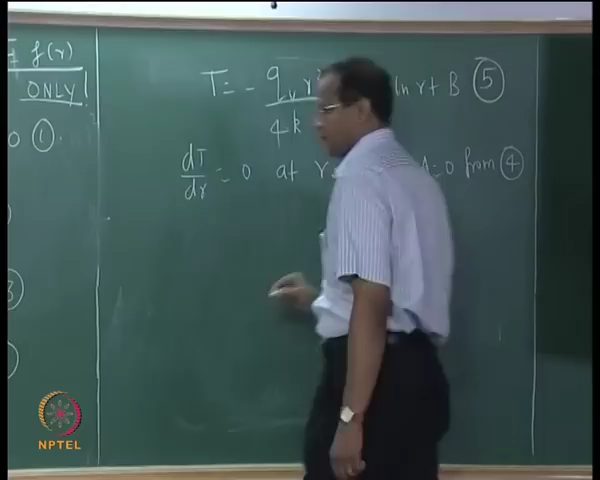 f(r)
ONLY!
0 ①
T = - q_v r² / 4k ln r + B ⑤
dT/dr = 0 at r A = 0 from ④
③
NPTEL